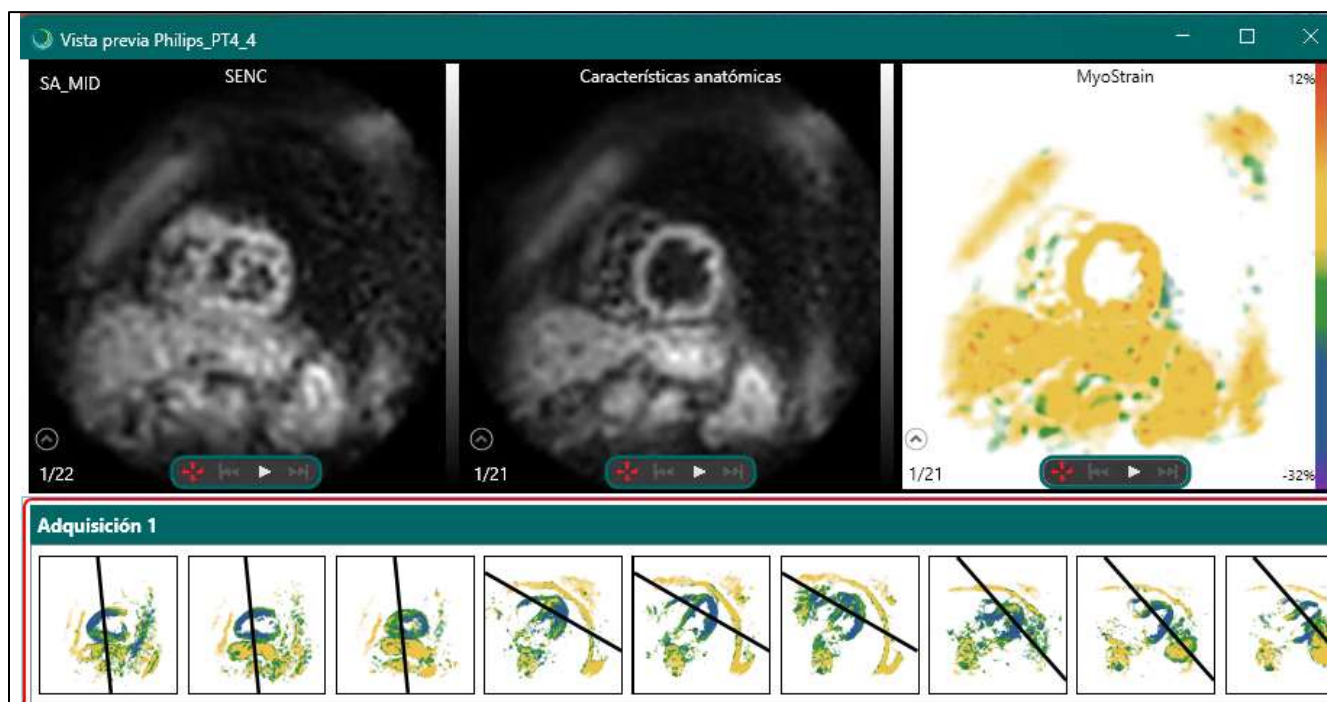 Vista previa Philips_PT4_4
SA_MID
SENC
Características anatómicas
MyoStrain
12%
1/22
1/21
1/21
-32%
Adquisición 1